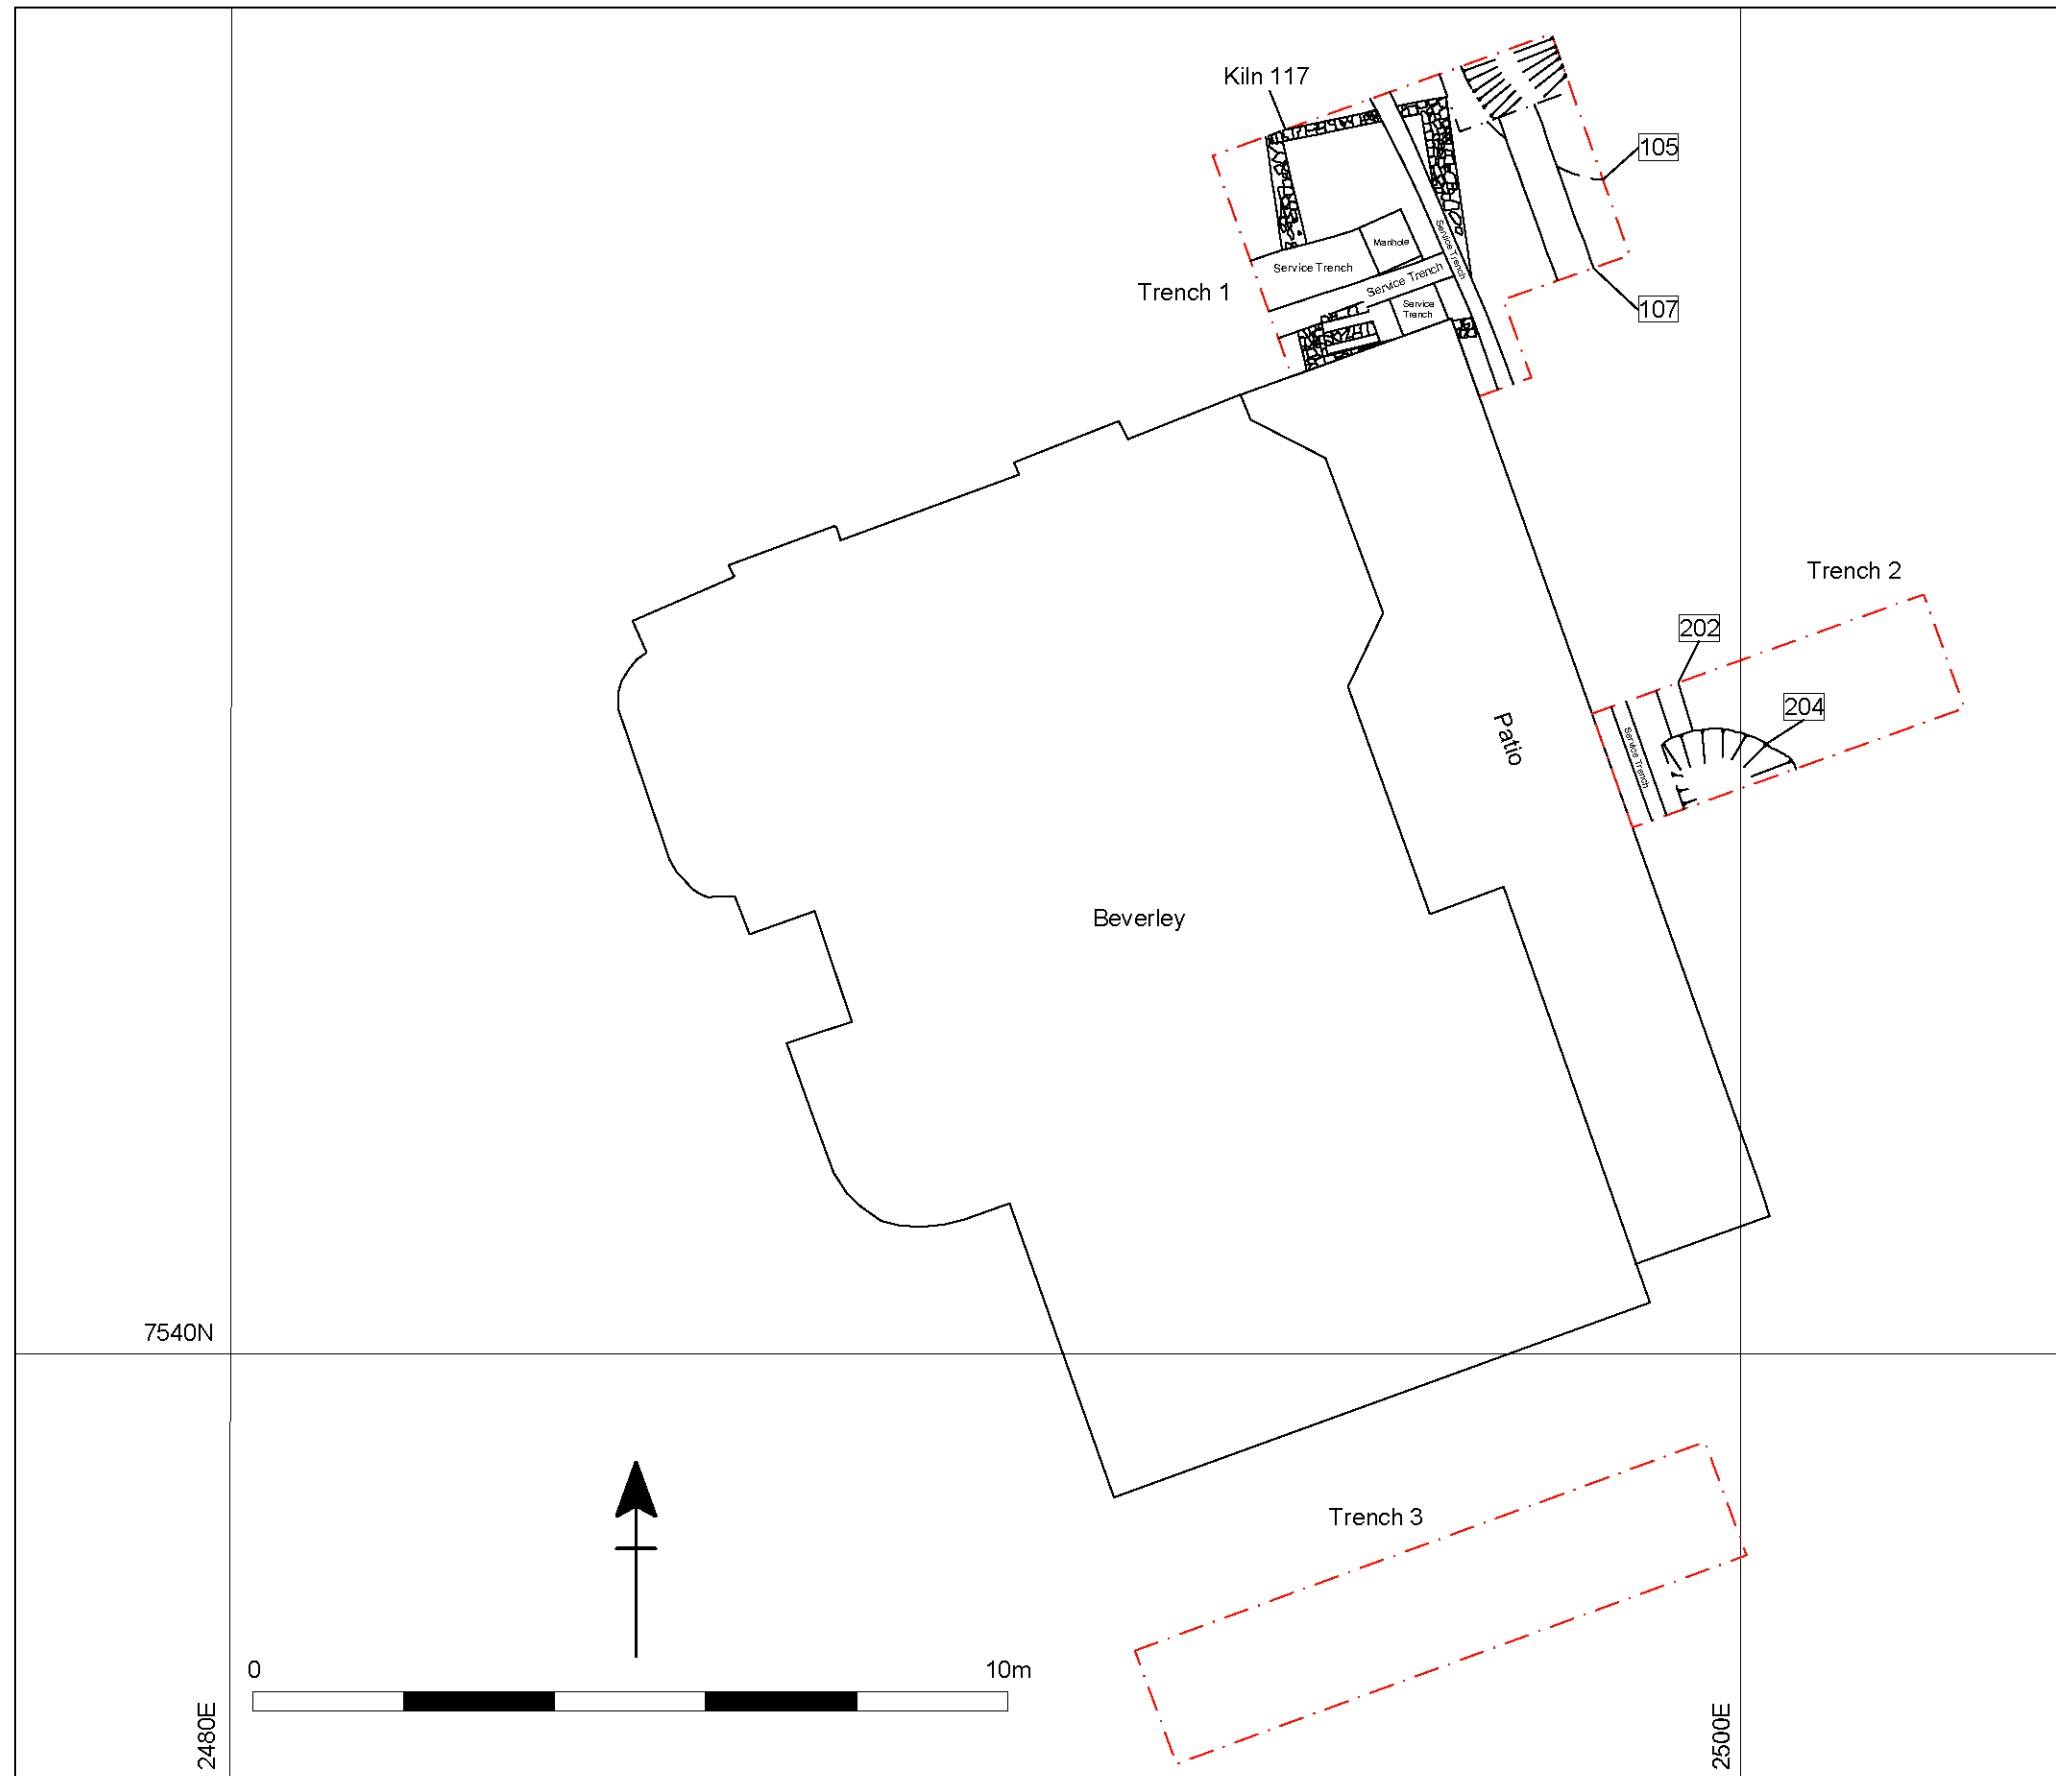 Kiln 117
105
Manhole
Service Trench
Service Trench
Service Trench
Service
Trench
Trench 1
107
Trench 2
202
204
Service Trench
Patio
Beverley
7540N
Trench 3
0
10m
2480E
2500E